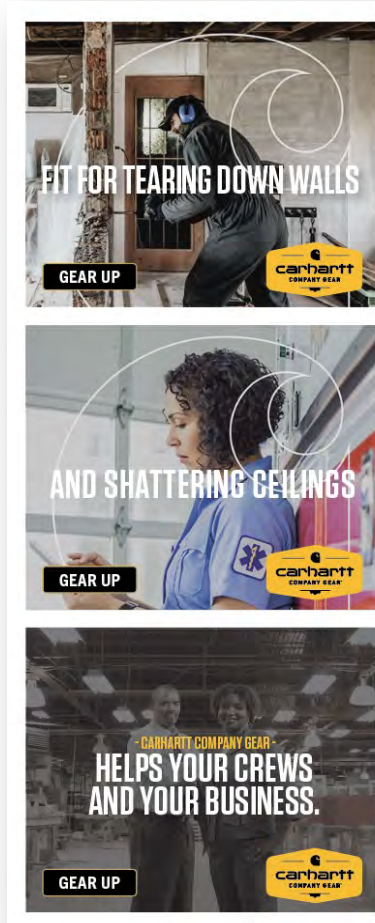 FIT FOR TEARING DOWN WALLS
GEAR UP
carhartt
COMPANY GEAR
AND SHATTERING CEILINGS
GEAR UP
carhartt
COMPANY GEAR
- CARHARTT COMPANY GEAR -
HELPS YOUR CREWS
AND YOUR BUSINESS.
GEAR UP
carhartt
COMPANY GEAR